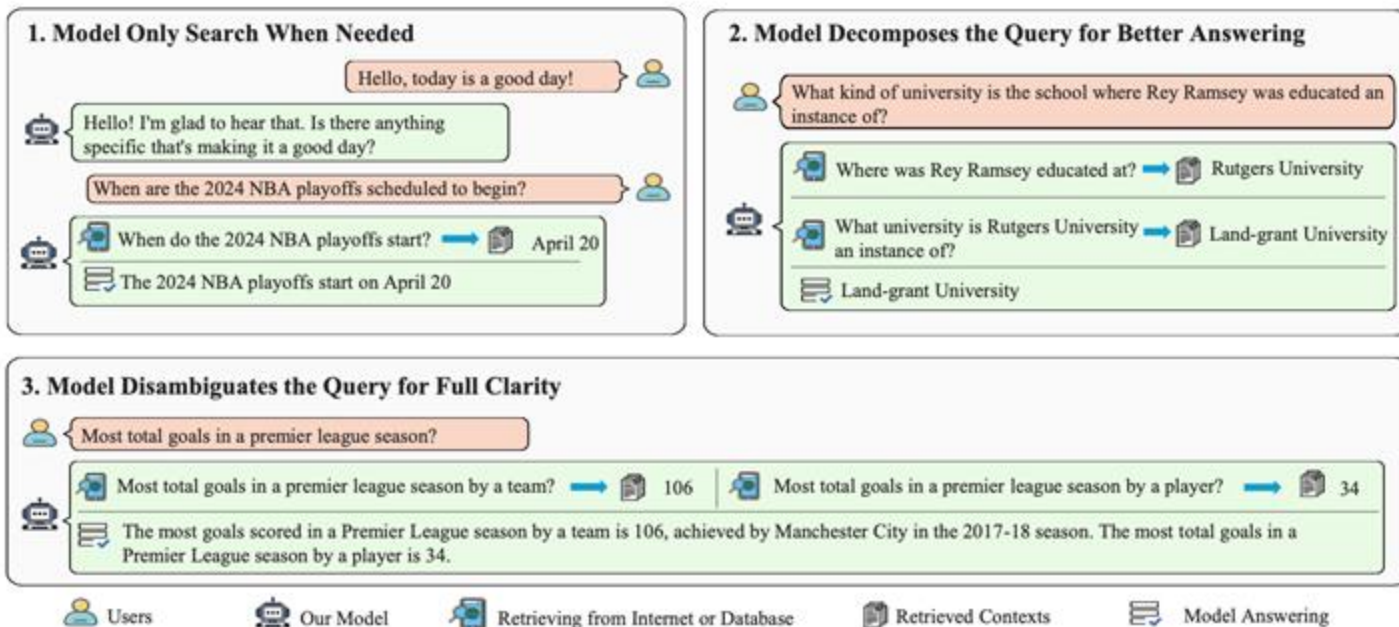 1. Model Only Search When Needed
Hello, today is a good day!
Hello! I'm glad to hear that. Is there anything
specific that's making it a good day?
When are the 2024 NBA playoffs scheduled to begin?
When do the 2024 NBA playoffs start?
April 20
The 2024 NBA playoffs start on April 20
2. Model Decomposes the Query for Better Answering
What kind of university is the school where Rey Ramsey was educated an
instance of?
Where was Rey Ramsey educated at?
Rutgers University
What university is Rutgers University
an instance of?
Land-grant University
Land-grant University
3. Model Disambiguates the Query for Full Clarity
Most total goals in a premier league season?
Most total goals in a premier league season by a team?
106
Most total goals in a premier league season by a player?
34
The most goals scored in a Premier League season by a team is 106, achieved by Manchester City in the 2017-18 season. The most total goals in a
Premier League season by a player is 34.
Users
Our Model
Retrieving from Internet or Database
Retrieved Contexts
Model Answering